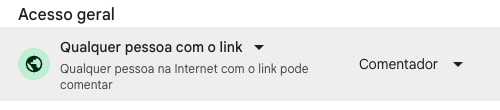 Acesso geral
Qualquer pessoa com o link
Qualquer pessoa na Internet com o link pode
comentar
Comentador